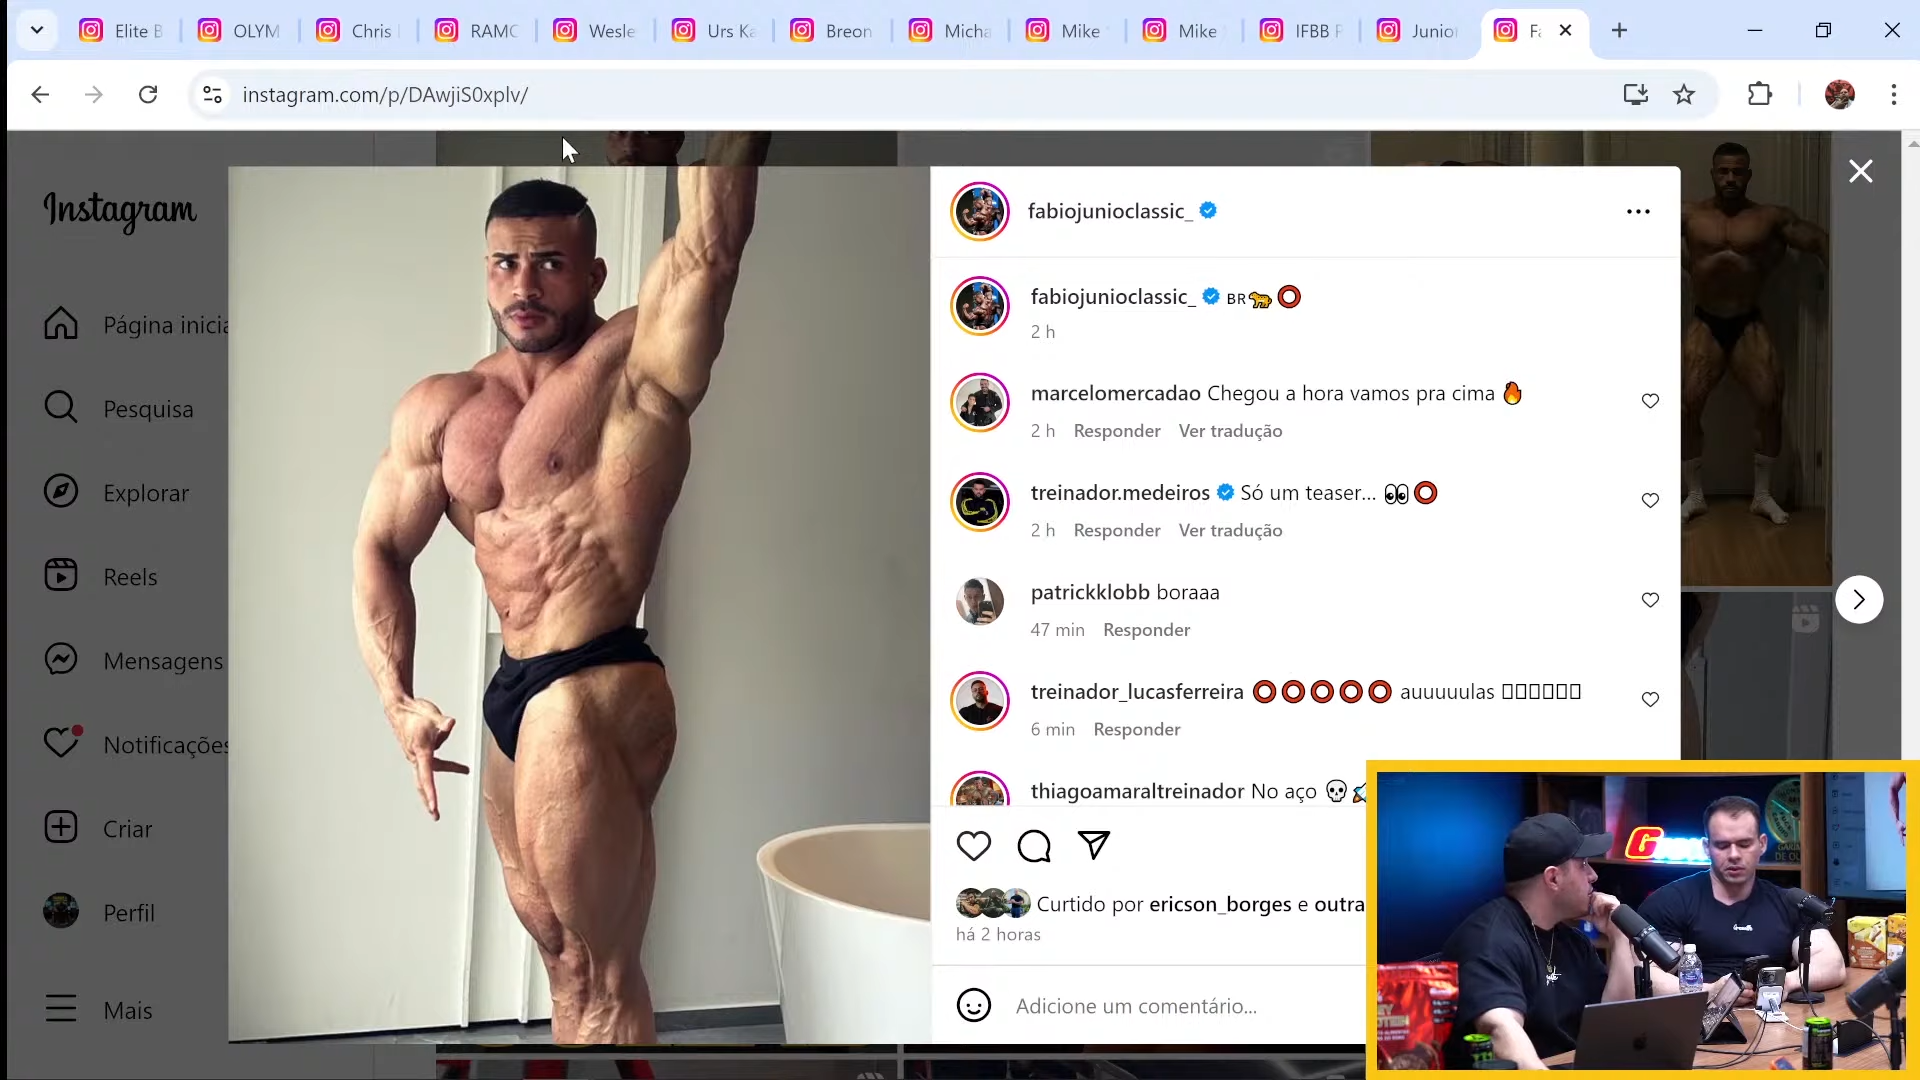 Elite B
OLYM
Chris
RAMO
Wesle
Urs Ka
Breon
Micha
Mike
Mike
IFBB P
Junior
Fa
instagram.com/p/DAwjiS0xplv/
Instagram
Página inicia
Pesquisa
Explorar
Reels
Mensagens
Notificações
Criar
Perfil
Mais
fabiojunioclassic_
fabiojunioclassic_ BR🐆⭕
2 h
marcelomercadao Chegou a hora vamos pra cima 🔥
2 h Responder Ver tradução
treinador.medeiros Só um teaser... 👀⭕
2 h Responder Ver tradução
patrickklobb boraaa
47 min Responder
treinador_lucasferreira ⭕⭕⭕⭕⭕ auuuuulas
6 min Responder
thiagoamaraltreinador No aço 💀
Curtido por ericson_borges e outra
há 2 horas
Adicione um comentário...